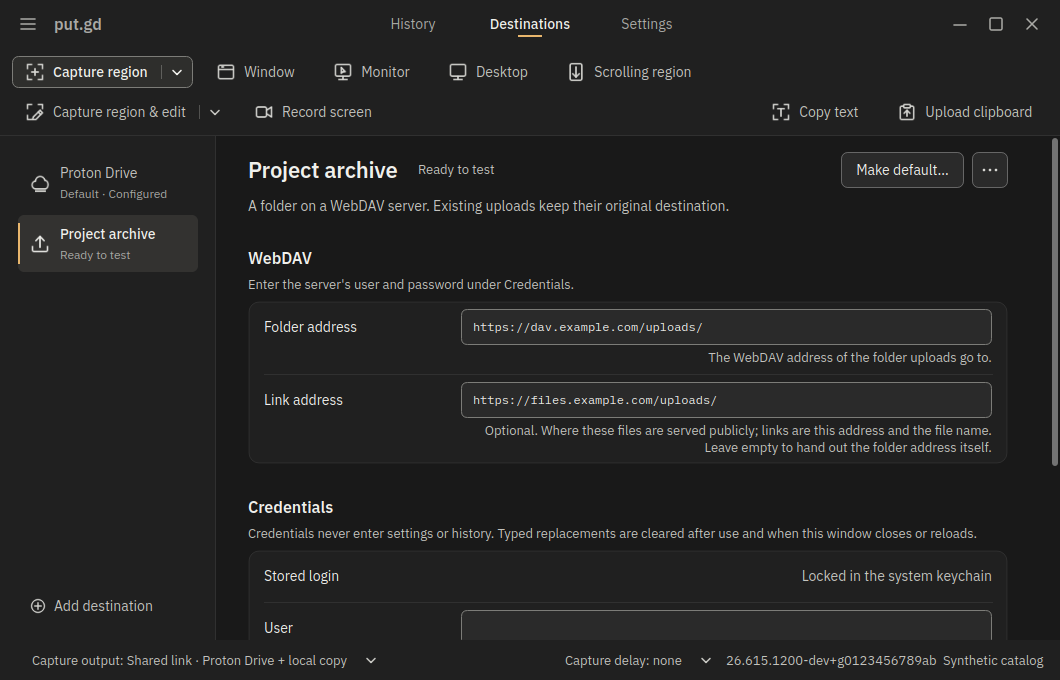 put.gd
History
Destinations
Settings
Capture region
Window
Monitor
Desktop
Scrolling region
Capture region & edit
Record screen
Copy text
Upload clipboard
Proton Drive
Default · Configured
Project archive
Ready to test
Add destination
Project archive
Ready to test
Make default...
A folder on a WebDAV server. Existing uploads keep their original destination.
WebDAV
Enter the server's user and password under Credentials.
Folder address
https://dav.example.com/uploads/
The WebDAV address of the folder uploads go to.
Link address
https://files.example.com/uploads/
Optional. Where these files are served publicly; links are this address and the file name.
Leave empty to hand out the folder address itself.
Credentials
Credentials never enter settings or history. Typed replacements are cleared after use and when this window closes or reloads.
Stored login
Locked in the system keychain
User
Capture output: Shared link · Proton Drive + local copy
Capture delay: none
26.615.1200-dev+g0123456789ab
Synthetic catalog